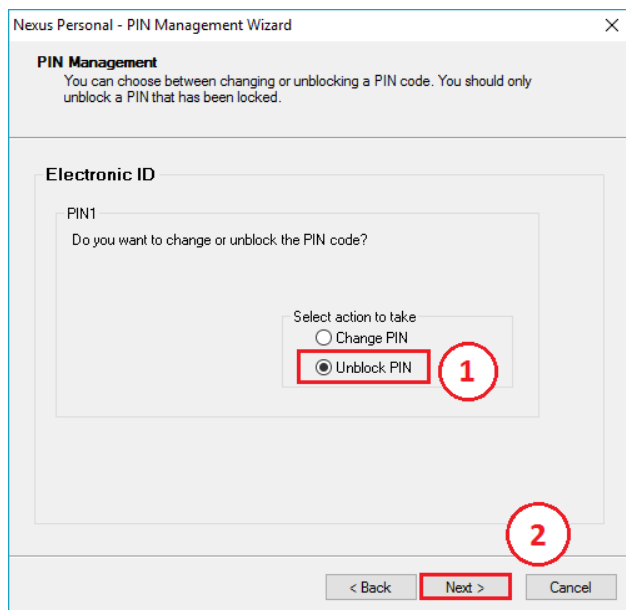 Nexus Personal - PIN Management Wizard
PIN Management
You can choose between changing or unblocking a PIN code. You should only
unblock a PIN that has been locked.
Electronic ID
PIN1
Do you want to change or unblock the PIN code?
Select action to take
Change PIN
Unblock PIN
1
2
< Back
Next >
Cancel